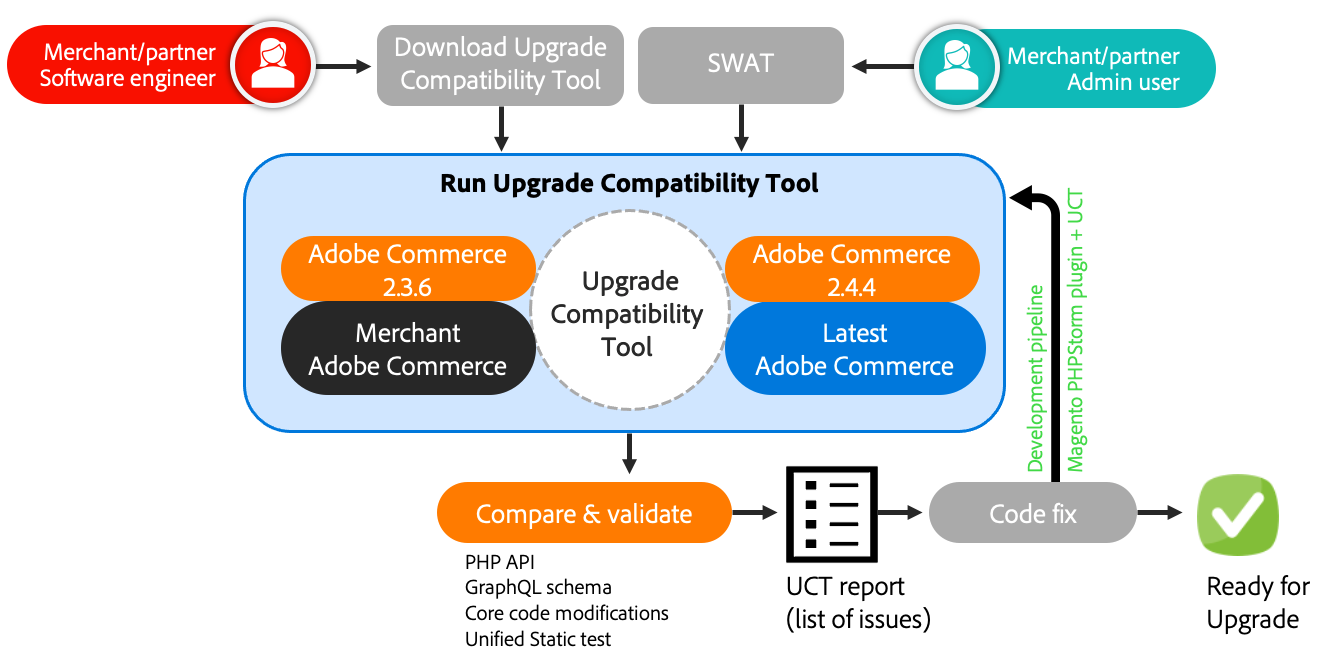 Merchant/partner
Software engineer
Download Upgrade
Compatibility Tool
SWAT
Merchant/partner
Admin user
Run Upgrade Compatibility Tool
Adobe Commerce
2.3.6
Merchant
Adobe Commerce
Upgrade
Compatibility
Tool
Adobe Commerce
2.4.4
Latest
Adobe Commerce
Development pipeline
Magento PHPStorm plugin + UCT
Compare & validate
PHP API
GraphQL schema
Core code modifications
Unified Static test
UCT report
(list of issues)
Code fix
Ready for
Upgrade